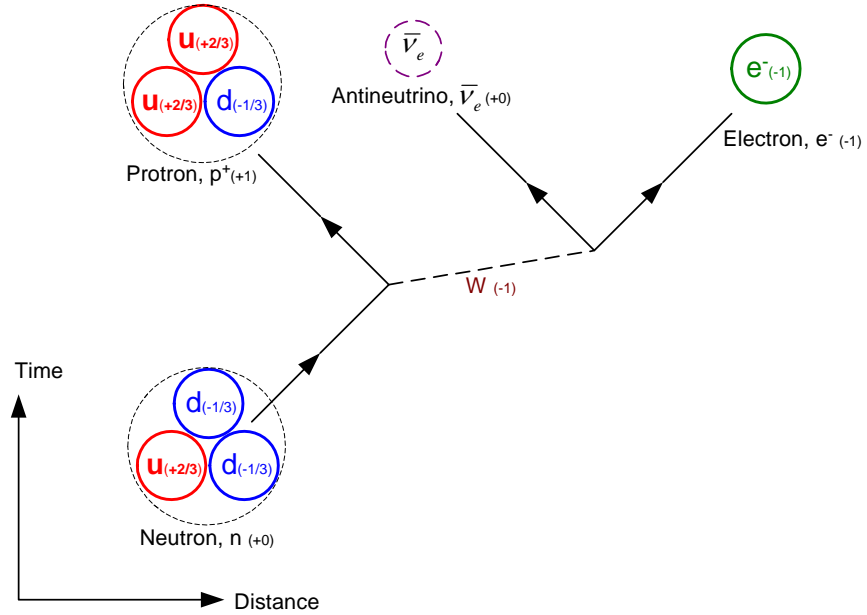 u(+2/3)
u(+2/3) d(-1/3)
Protron, p⁺(+1)
ν̅ₑ
Antineutrino, ν̅ₑ (+0)
e⁻(-1)
Electron, e⁻ (-1)
W (-1)
Time
d(-1/3)
u(+2/3) d(-1/3)
Neutron, n (+0)
Distance